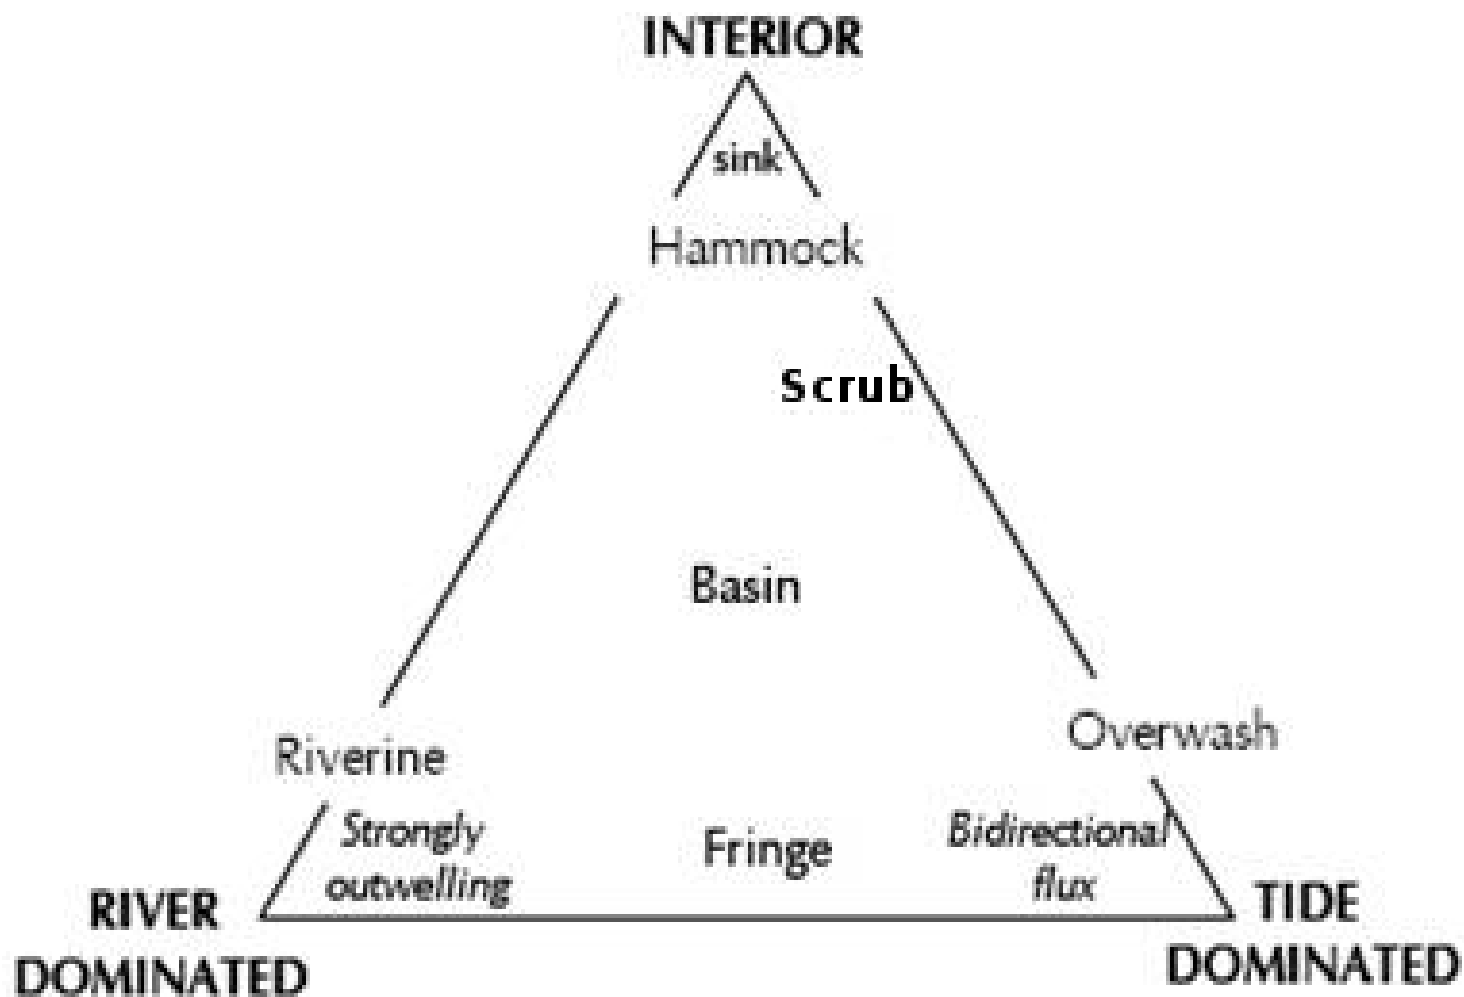 INTERIOR
sink
Hammock
Scrub
Basin
Riverine
Overwash
Strongly
outwelling
Fringe
Bidirectional
flux
RIVER
DOMINATED
TIDE
DOMINATED